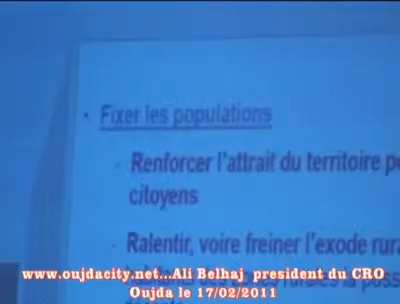 • Fixer les populations
- Renforcer l'attrait du territoire p
citoyens
- Ralentir, voire freiner l'exode rur
www.oujdacity.net...Ali Belhaj president du CRO
Oujda le 17/02/2011